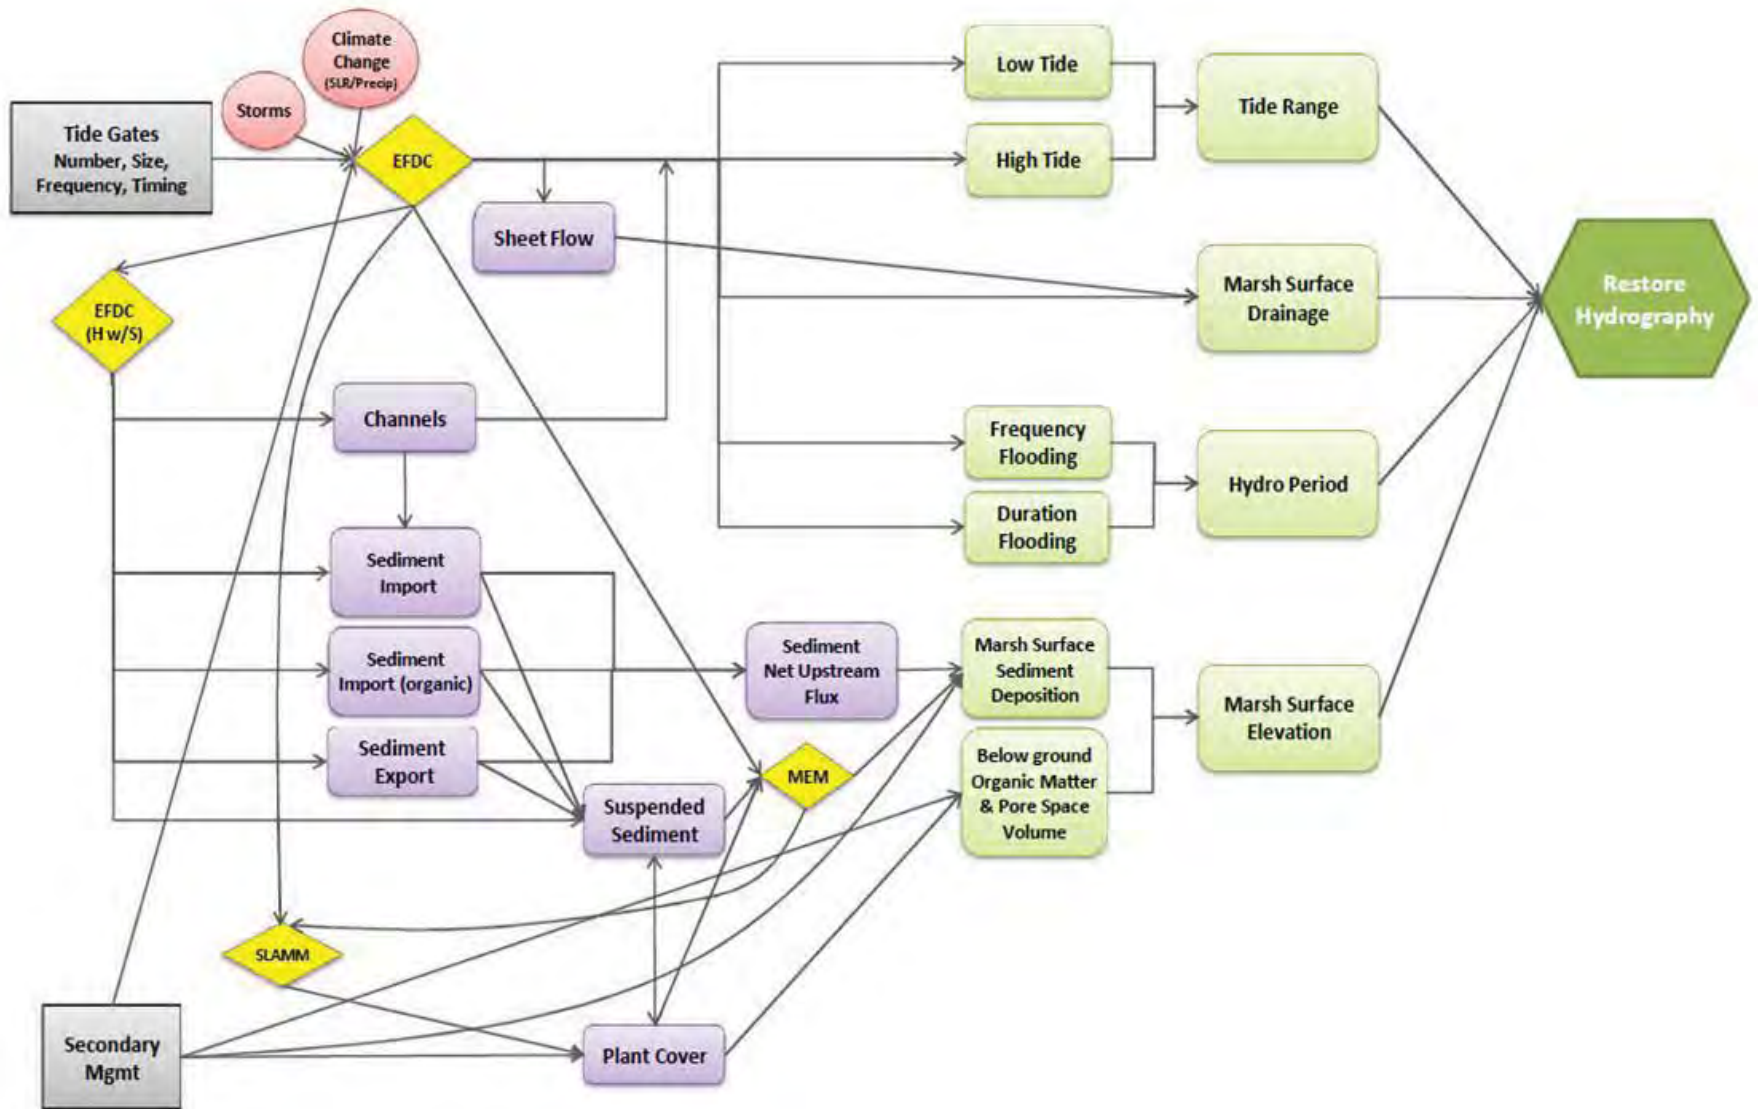 Climate
Change
(SLR/Precip)
Storms
Tide Gates
Number, Size,
Frequency, Timing
EFDC
Low Tide
High Tide
Tide Range
Sheet Flow
Marsh Surface
Drainage
Restore
Hydrography
EFDC
(H w/S)
Channels
Frequency
Flooding
Duration
Flooding
Hydro Period
Sediment
Import
Sediment
Import (organic)
Sediment
Export
Sediment
Net Upstream
Flux
Marsh Surface
Sediment
Deposition
Marsh Surface
Elevation
MEM
Below ground
Organic Matter
& Pore Space
Volume
Suspended
Sediment
SLAMM
Secondary
Mgmt
Plant Cover